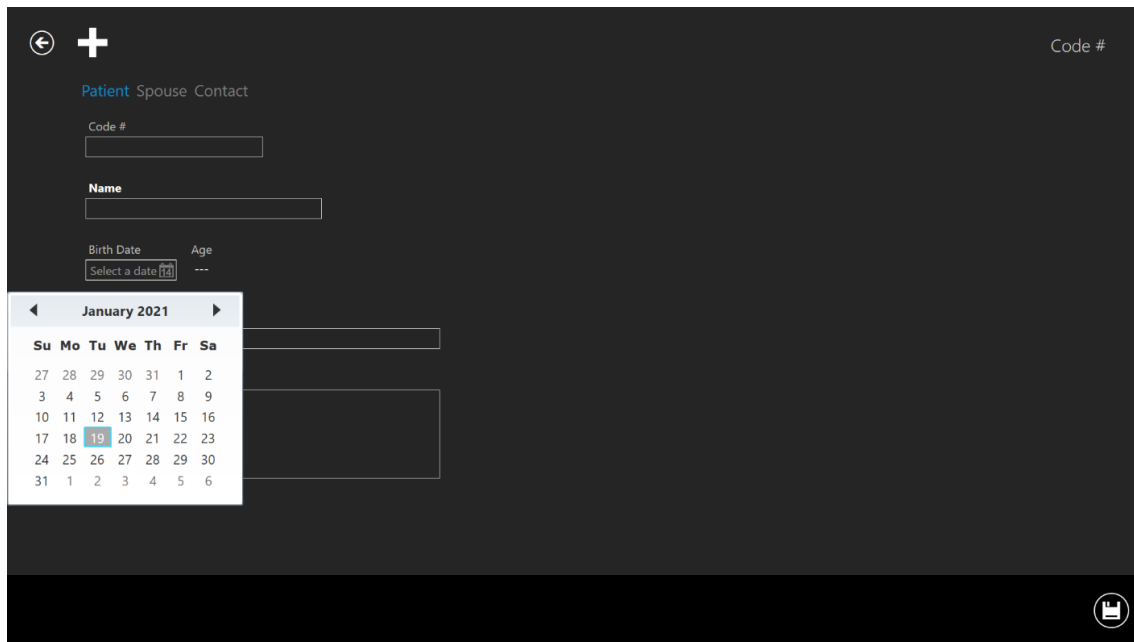 Code #
Patient Spouse Contact
Code #
Name
Birth Date Age
Select a date 14 ---
January 2021
Su Mo Tu We Th Fr Sa
27 28 29 30 31 1 2
3 4 5 6 7 8 9
10 11 12 13 14 15 16
17 18 19 20 21 22 23
24 25 26 27 28 29 30
31 1 2 3 4 5 6